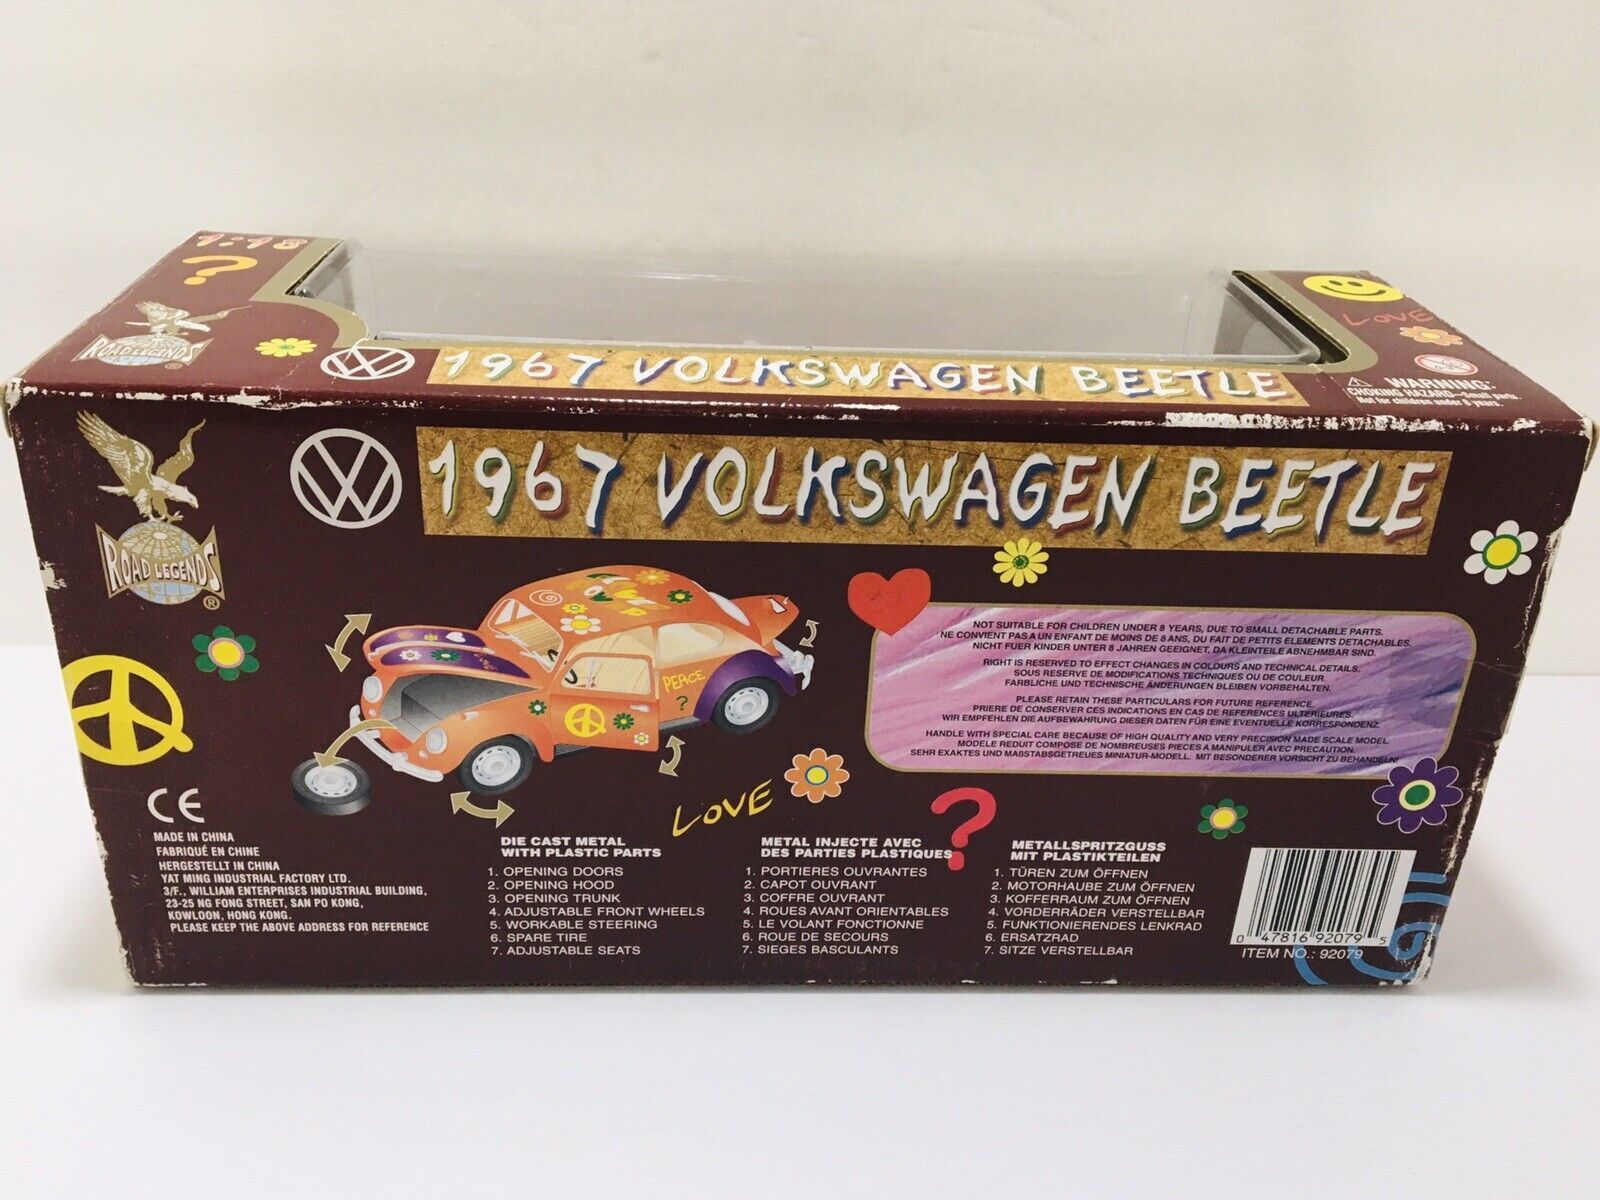 1:18
?
ROAD LEGENDS
®
1967 VOLKSWAGEN BEETLE
LOVE
WARNING:
CHOKING HAZARD-Small parts.
Not for children under 8 years.
1967 VOLKSWAGEN BEETLE
ROAD LEGENDS
®
PEACE
?
LOVE
?
NOT SUITABLE FOR CHILDREN UNDER 8 YEARS, DUE TO SMALL DETACHABLE PARTS.
NE CONVIENT PAS A UN ENFANT DE MOINS DE 8 ANS, DU FAIT DE PETITS ELEMENTS DETACHABLES.
NICHT FUER KINDER UNTER 8 JAHREN GEEIGNET, DA KLEINTEILE ABNEHMBAR SIND.
RIGHT IS RESERVED TO EFFECT CHANGES IN COLOURS AND TECHNICAL DETAILS.
SOUS RESERVE DE MODIFICATIONS TECHNIQUES OU DE COULEUR.
FARBLICHE UND TECHNISCHE ÄNDERUNGEN BLEIBEN VORBEHALTEN.
PLEASE RETAIN THESE PARTICULARS FOR FUTURE REFERENCE.
PRIERE DE CONSERVER CES INDICATIONS EN CAS DE REFERENCES ULTERIEURES.
WIR EMPFEHLEN DIE AUFBEWAHRUNG DIESER DATEN FÜR EINE EVENTUELLE KORRESPONDENZ.
HANDLE WITH SPECIAL CARE BECAUSE OF HIGH QUALITY AND VERY PRECISION MADE SCALE MODEL.
MODELE REDUIT COMPOSE DE NOMBREUSES PIECES A MANIPULER AVEC PRECAUTION.
SEHR EXAKTES UND MAßSTABSGETREUES MINIATUR-MODELL. MIT BESONDERER VORSICHT ZU BEHANDELN!
CE
MADE IN CHINA
FABRIQUÉ EN CHINE
HERGESTELLT IN CHINA
YAT MING INDUSTRIAL FACTORY LTD.
3/F., WILLIAM ENTERPRISES INDUSTRIAL BUILDING,
23-25 NG FONG STREET, SAN PO KONG,
KOWLOON, HONG KONG.
PLEASE KEEP THE ABOVE ADDRESS FOR REFERENCE
DIE CAST METAL
WITH PLASTIC PARTS
1. OPENING DOORS
2. OPENING HOOD
3. OPENING TRUNK
4. ADJUSTABLE FRONT WHEELS
5. WORKABLE STEERING
6. SPARE TIRE
7. ADJUSTABLE SEATS
METAL INJECTE AVEC
DES PARTIES PLASTIQUES
1. PORTIERES OUVRANTES
2. CAPOT OUVRANT
3. COFFRE OUVRANT
4. ROUES AVANT ORIENTABLES
5. LE VOLANT FONCTIONNE
6. ROUE DE SECOURS
7. SIEGES BASCULANTS
METALLSPRITZGUSS
MIT PLASTIKTEILEN
1. TÜREN ZUM ÖFFNEN
2. MOTORHAUBE ZUM ÖFFNEN
3. KOFFERRAUM ZUM ÖFFNEN
4. VORDERRÄDER VERSTELLBAR
5. FUNKTIONIERENDES LENKRAD
6. ERSATZRAD
7. SITZE VERSTELLBAR
0 47816 92079 5
ITEM NO.: 92079